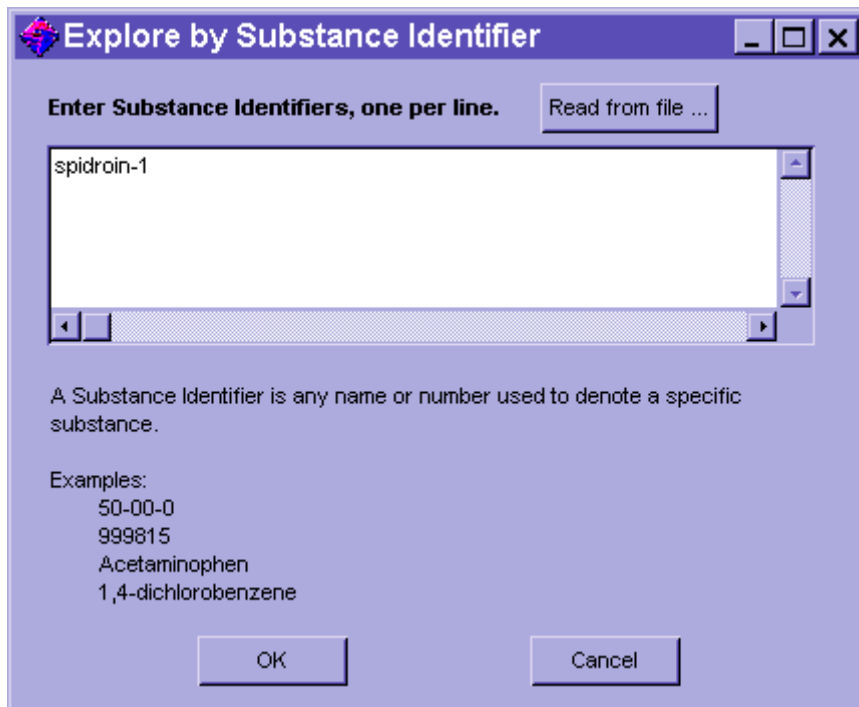 Explore by Substance Identifier
Enter Substance Identifiers, one per line.
Read from file ...
spidroin-1
A Substance Identifier is any name or number used to denote a specific
substance.
Examples:
50-00-0
999815
Acetaminophen
1,4-dichlorobenzene
OK
Cancel